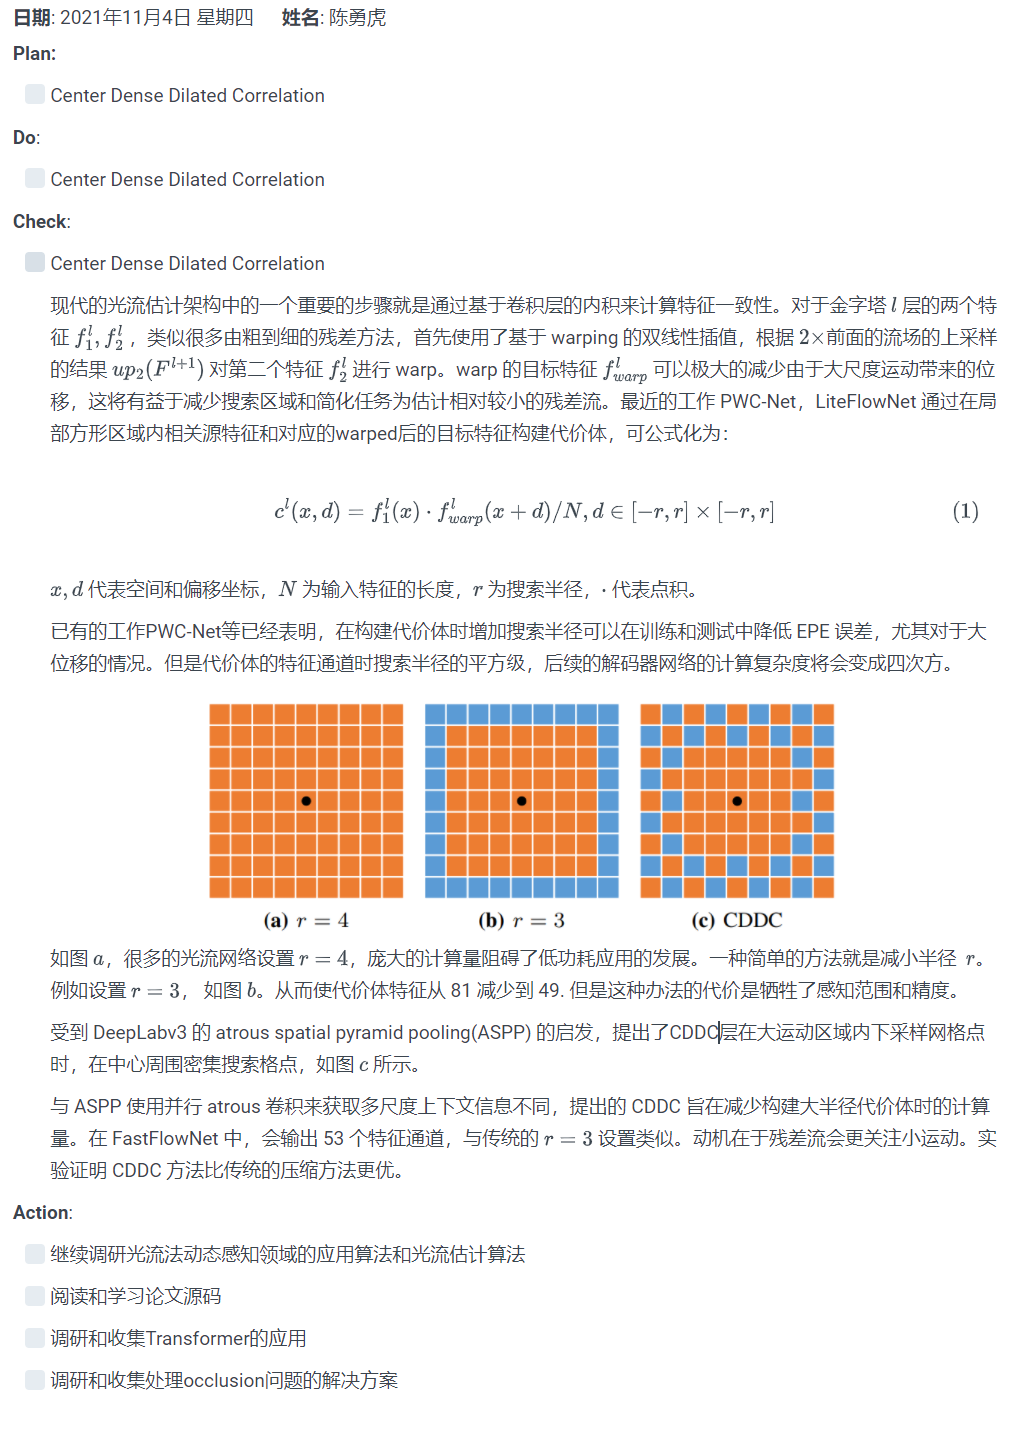 日期: 2021年11月4日 星期四 姓名: 陈勇虎
Plan:
Center Dense Dilated Correlation
Do:
Center Dense Dilated Correlation
Check:
Center Dense Dilated Correlation
现代的光流估计架构中的一个重要的步骤就是通过基于卷积层的内积来计算特征一致性。对于金字塔 l 层的两个特
征 f_1^l, f_2^l ，类似很多由粗到细的残差方法，首先使用了基于 warping 的双线性插值，根据 2×前面的流场的上采样
的结果 up_2(F^{l+1}) 对第二个特征 f_2^l 进行 warp。warp 的目标特征 f_{warp}^l 可以极大的减少由于大尺度运动带来的位
移，这将有益于减少搜索区域和简化任务为估计相对较小的残差流。最近的工作 PWC-Net，LiteFlowNet 通过在局
部方形区域内相关源特征和对应的warped后的目标特征构建代价体，可公式化为：
c^l(x, d) = f_1^l(x) · f_{warp}^l(x + d)/N, d ∈ [−r, r] × [−r, r] (1)
x, d 代表空间和偏移坐标，N 为输入特征的长度，r 为搜索半径，· 代表点积。
已有的工作PWC-Net等已经表明，在构建代价体时增加搜索半径可以在训练和测试中降低 EPE 误差，尤其对于大
位移的情况。但是代价体的特征通道时搜索半径的平方级，后续的解码器网络的计算复杂度将会变成四次方。
(a) r = 4 (b) r = 3 (c) CDDC
如图 a，很多的光流网络设置 r = 4，庞大的计算量阻碍了低功耗应用的发展。一种简单的方法就是减小半径 r。
例如设置 r = 3， 如图 b。从而使代价体特征从 81 减少到 49. 但是这种办法的代价是牺牲了感知范围和精度。
受到 DeepLabv3 的 atrous spatial pyramid pooling(ASPP) 的启发，提出了CDDC层在大运动区域内下采样网格点
时，在中心周围密集搜索格点，如图 c 所示。
与 ASPP 使用并行 atrous 卷积来获取多尺度上下文信息不同，提出的 CDDC 旨在减少构建大半径代价体时的计算
量。在 FastFlowNet 中，会输出 53 个特征通道，与传统的 r = 3 设置类似。动机在于残差流会更关注小运动。实
验证明 CDDC 方法比传统的压缩方法更优。
Action:
继续调研光流法动态感知领域的应用算法和光流估计算法
阅读和学习论文源码
调研和收集Transformer的应用
调研和收集处理occlusion问题的解决方案